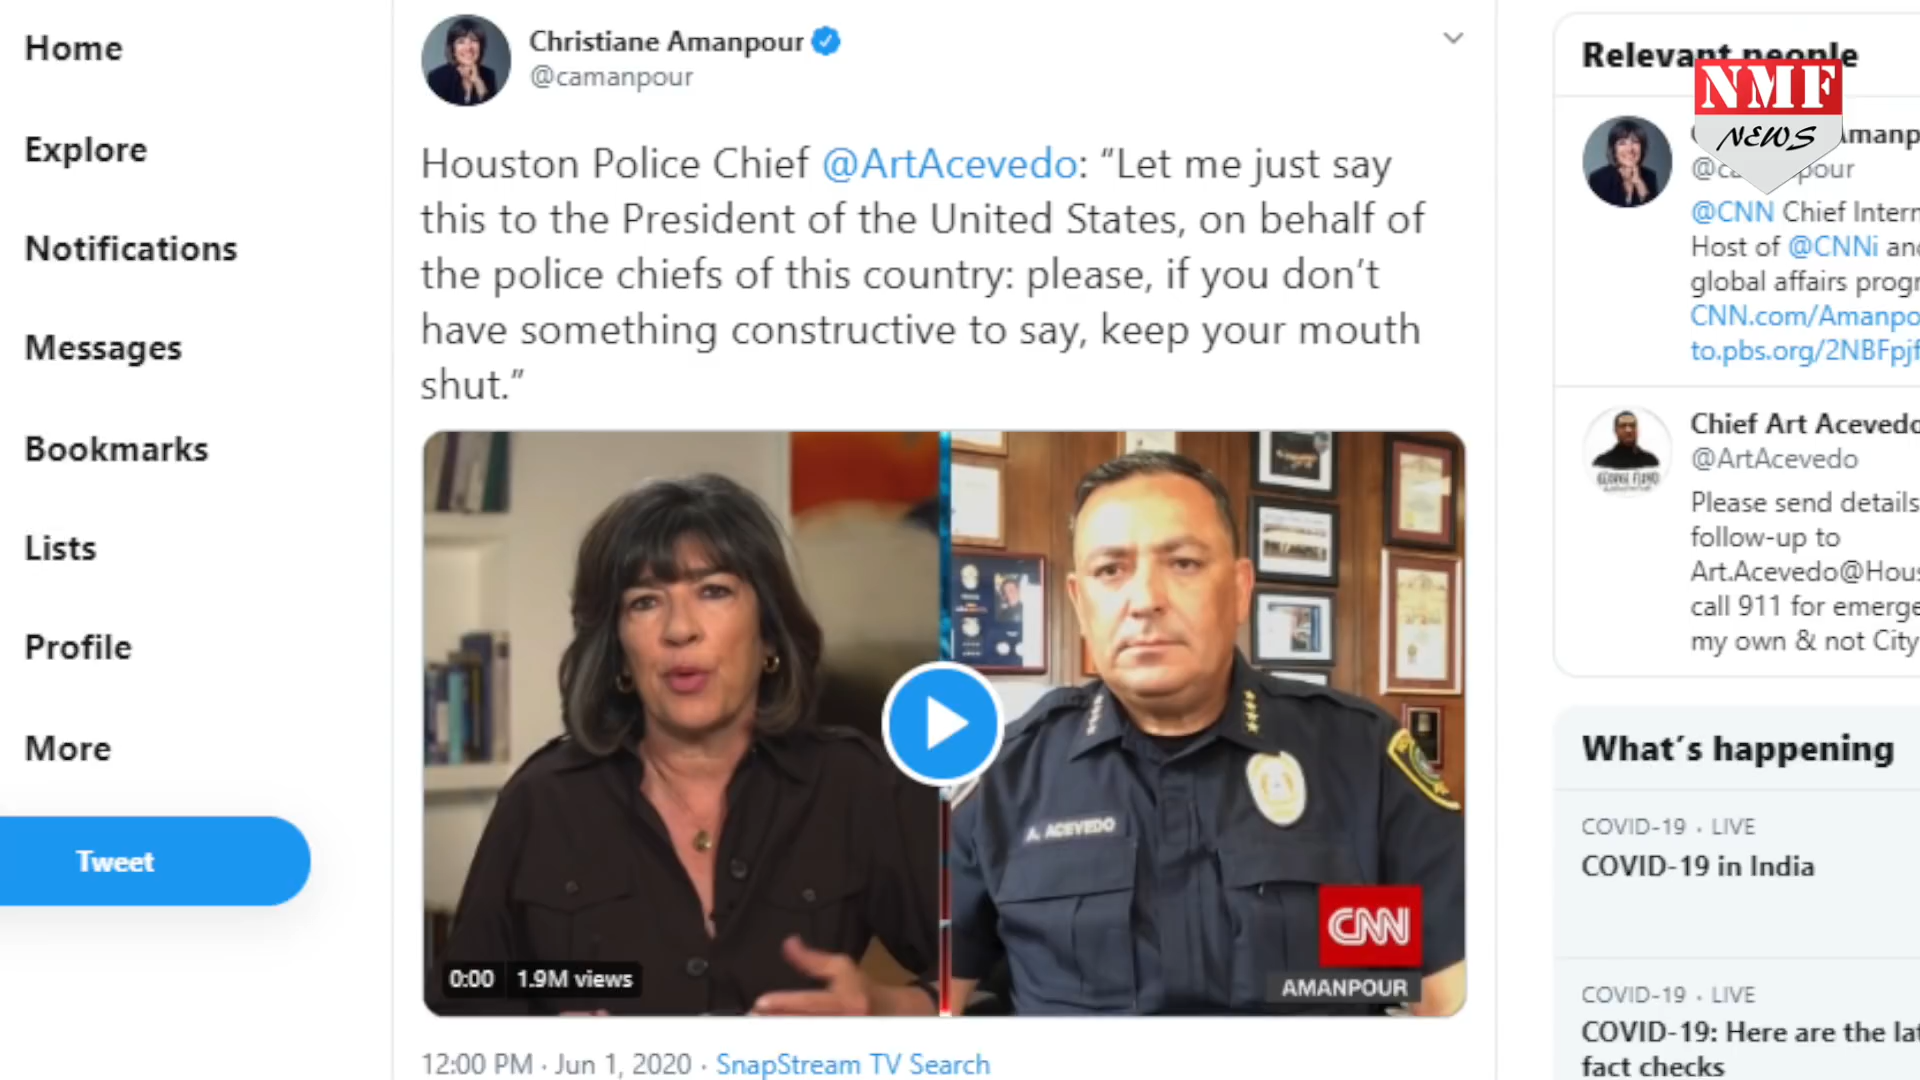 Home
Explore
Notifications
Messages
Bookmarks
Lists
Profile
More
Tweet
Christiane Amanpour
@camanpour
Houston Police Chief @ArtAcevedo: “Let me just say
this to the President of the United States, on behalf of
the police chiefs of this country: please, if you don’t
have something constructive to say, keep your mouth
shut.”
A. ACEVEDO
CNN
AMANPOUR
0:00 1.9M views
12:00 PM · Jun 1, 2020 · SnapStream TV Search
Relevant people
NMF
NEWS
@CNN Chief Intern
Host of @CNNi and
global affairs progr
CNN.com/Amanpo
to.pbs.org/2NBFpjf
Chief Art Acevedo
@ArtAcevedo
GEORGE FLOYD
Please send details
follow-up to
Art.Acevedo@Hous
call 911 for emerge
my own & not City
What's happening
COVID-19 · LIVE
COVID-19 in India
COVID-19 · LIVE
COVID-19: Here are the lat
fact checks